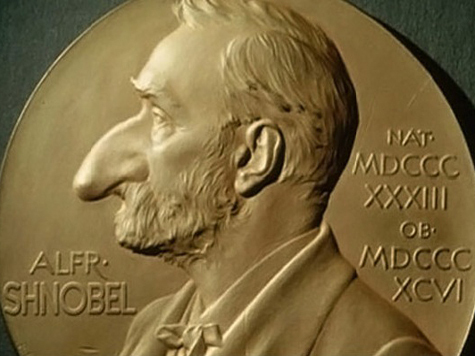 ALFR·
SHNOBEL
NAT·
MDCCC
XXXIII
OB·
MDCCC
XCVI